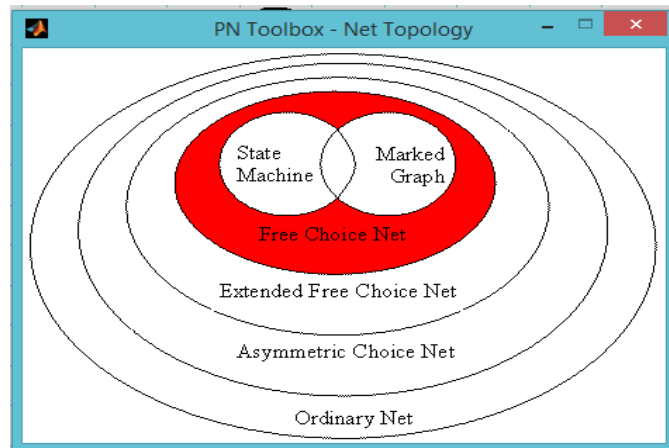 PN Toolbox - Net Topology
State
Machine
Marked
Graph
Free Choice Net
Extended Free Choice Net
Asymmetric Choice Net
Ordinary Net